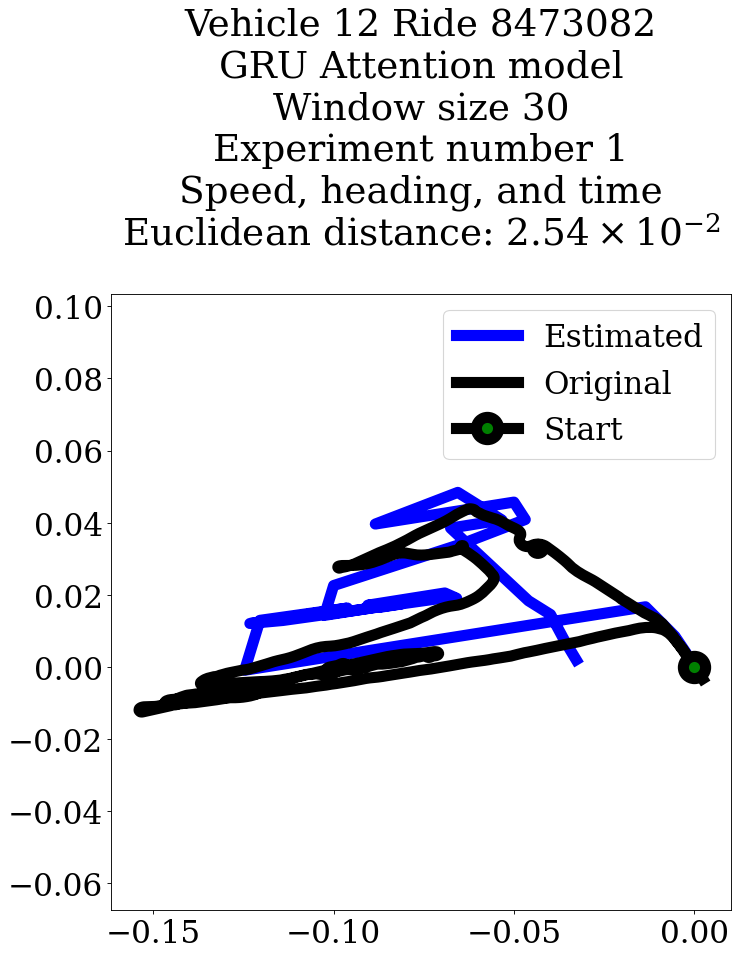 Vehicle 12 Ride 8473082
GRU Attention model
Window size 30
Experiment number 1
Speed, heading, and time
Euclidean distance: 2.54 × 10⁻²
Estimated
Original
Start
0.10
0.08
0.06
0.04
0.02
0.00
−0.02
−0.04
−0.06
−0.15
−0.10
−0.05
0.00